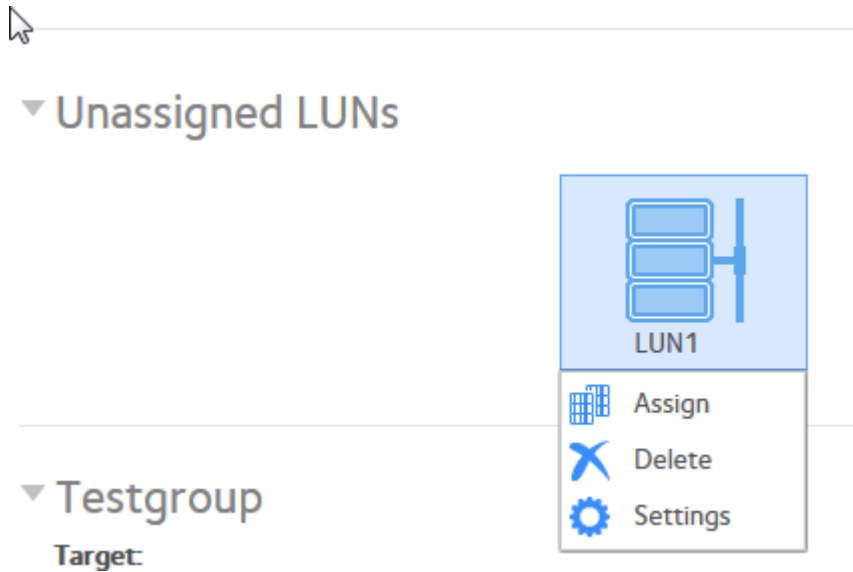 Unassigned LUNs
LUN1
Assign
Delete
Settings
Testgroup
Target: